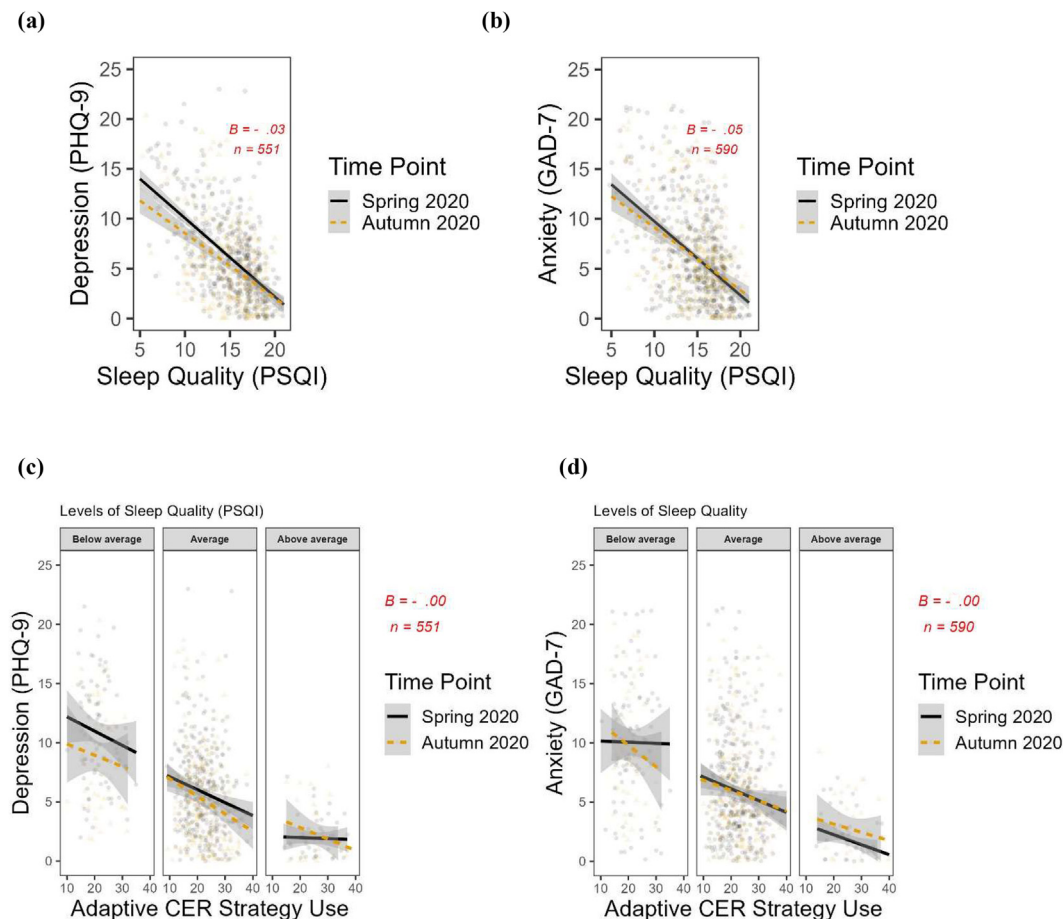 (a)
(b)
25
20
15
10
5
0
Depression (PHQ-9)
B = - .03
n = 551
Time Point
Spring 2020
Autumn 2020
5 10 15 20
Sleep Quality (PSQI)
25
20
15
10
5
0
Anxiety (GAD-7)
B = - .05
n = 590
Time Point
Spring 2020
Autumn 2020
5 10 15 20
Sleep Quality (PSQI)
(c)
(d)
Levels of Sleep Quality (PSQI)
Below average Average Above average
25
20
15
10
5
0
Depression (PHQ-9)
B = - .00
n = 551
Time Point
Spring 2020
Autumn 2020
10 20 30 40 10 20 30 40 10 20 30 40
Adaptive CER Strategy Use
Levels of Sleep Quality
Below average Average Above average
25
20
15
10
5
0
Anxiety (GAD-7)
B = - .00
n = 590
Time Point
Spring 2020
Autumn 2020
10 20 30 40 10 20 30 40 10 20 30 40
Adaptive CER Strategy Use